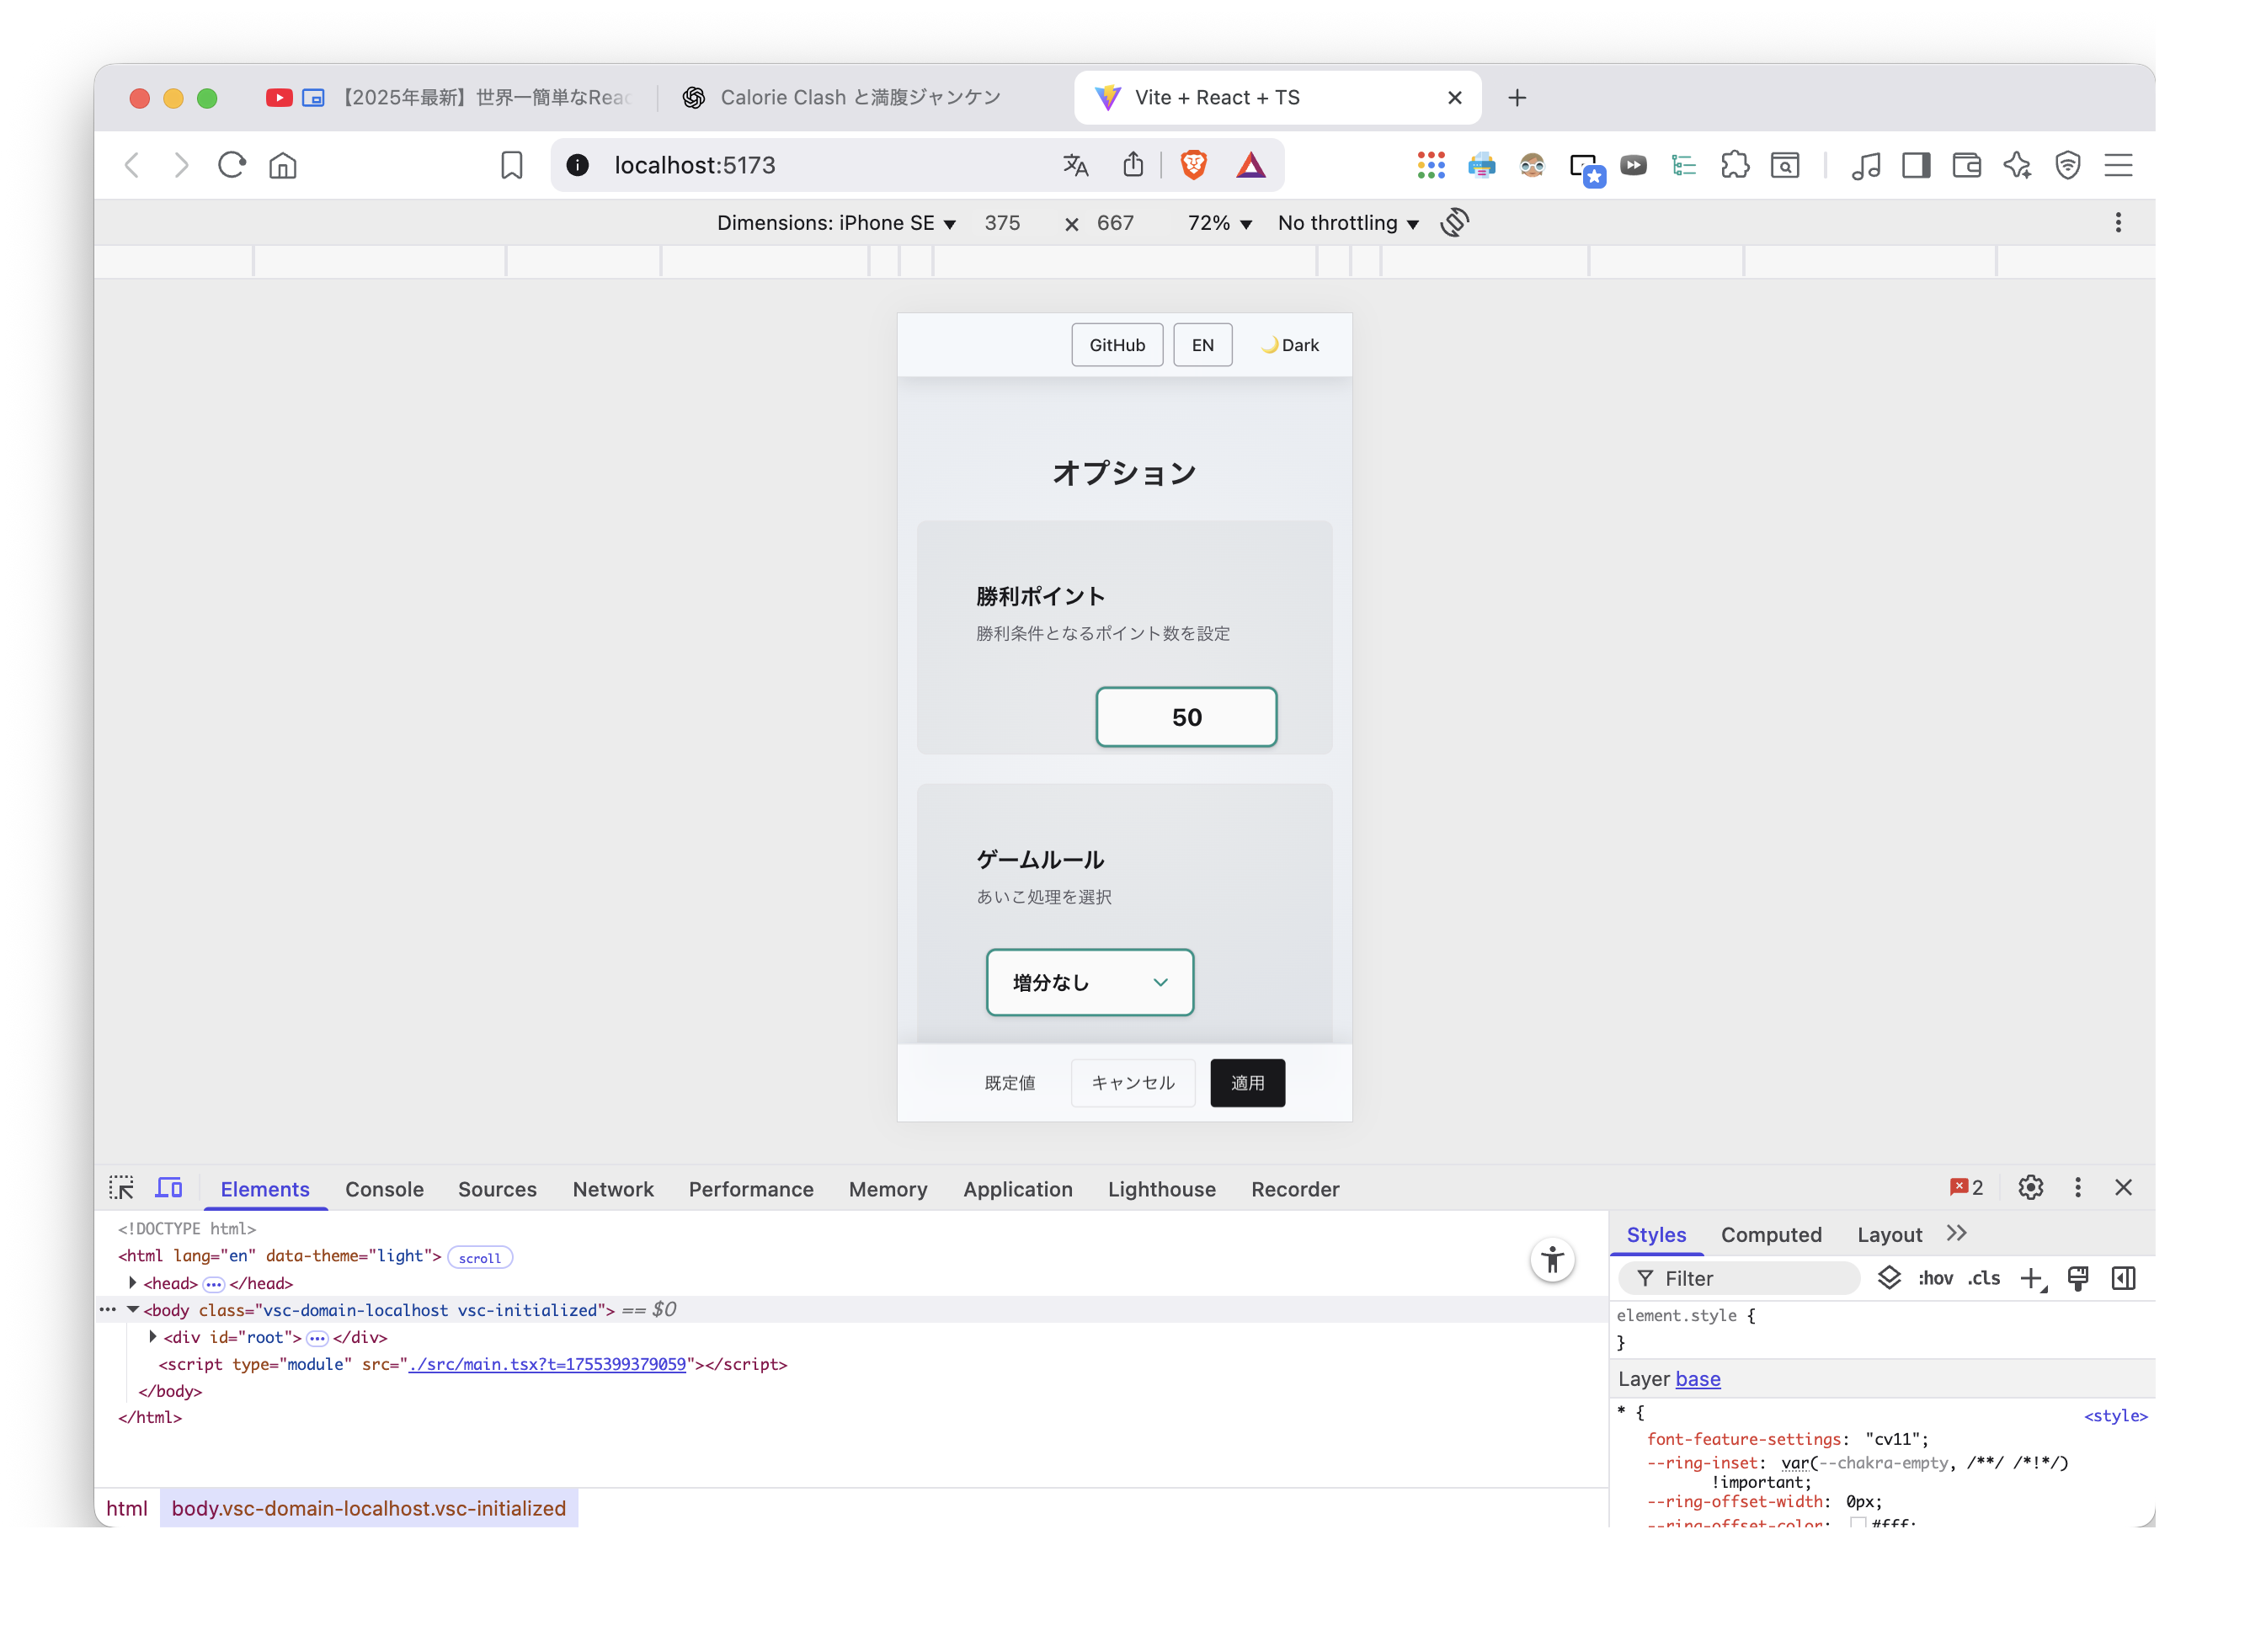 【2025年最新】世界一簡単なReac
Calorie Clash と満腹ジャンケン
Vite + React + TS
localhost:5173
Dimensions: iPhone SE 375 × 667 72% No throttling
GitHub EN 🌙Dark
オプション
勝利ポイント
勝利条件となるポイント数を設定
50
ゲームルール
あいこ処理を選択
増分なし
既定値 キャンセル 適用
Elements Console Sources Network Performance Memory Application Lighthouse Recorder 2
<!DOCTYPE html>
<html lang="en" data-theme="light"> scroll
<head> ••• </head>
••• <body class="vsc-domain-localhost vsc-initialized"> == $0
<div id="root"> ••• </div>
<script type="module" src="./src/main.tsx?t=1755399379059"></script>
</body>
</html>
html body.vsc-domain-localhost.vsc-initialized
Styles Computed Layout
Filter :hov .cls
element.style {
}
Layer base
* { <style>
font-feature-settings: "cv11";
--ring-inset: var(--chakra-empty, /**/ /*!*/)
!important;
--ring-offset-width: 0px;
--ring-offset-color: #fff;